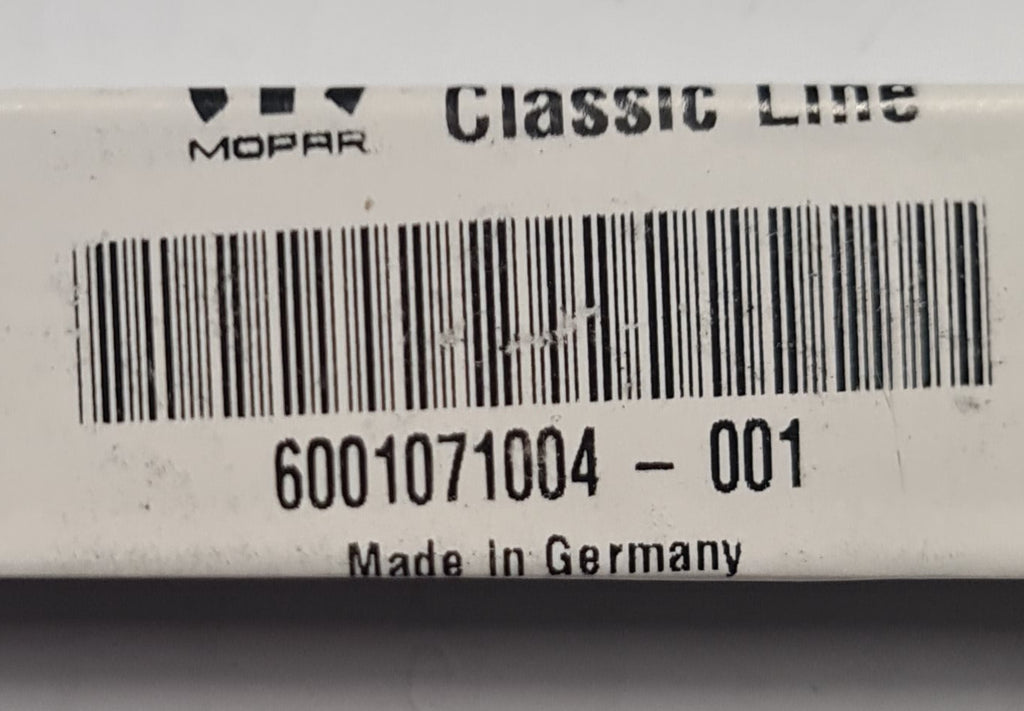 MOPAR Classic Line
6001071004 - 001
Made in Germany